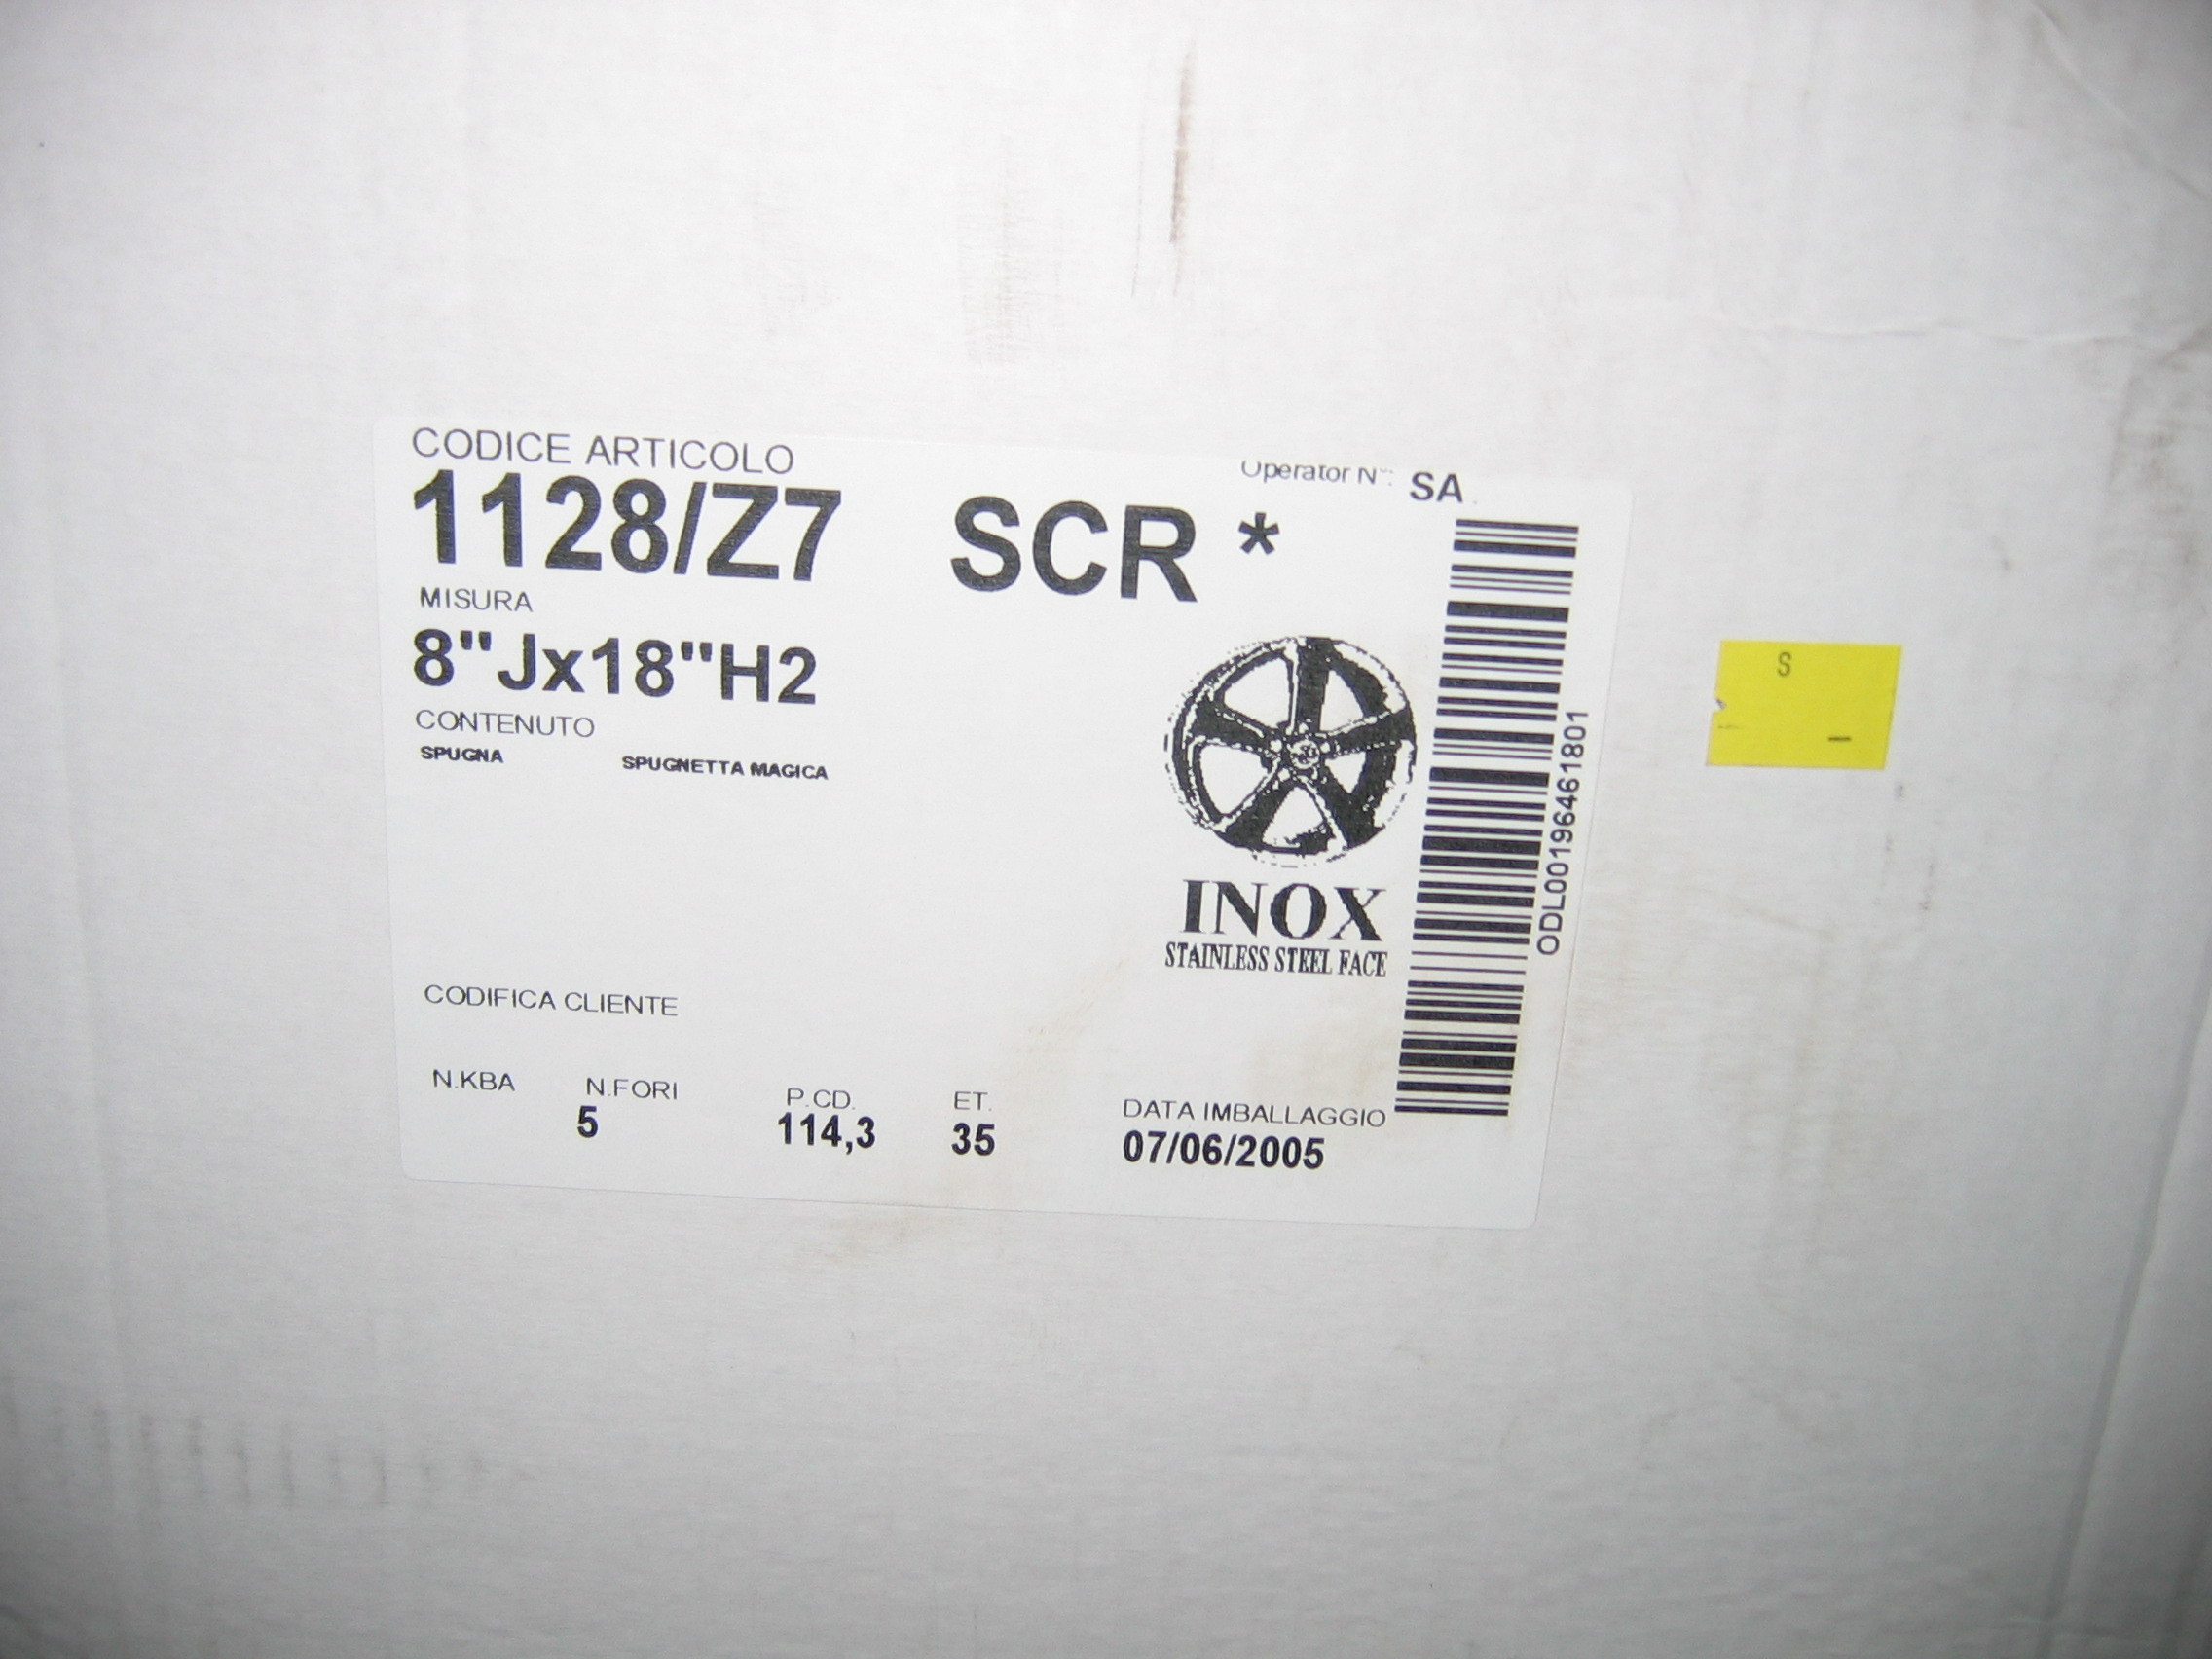 CODICE ARTICOLO
Operator N°: SA
1128/Z7 SCR *
MISURA
8"Jx18"H2
CONTENUTO
SPUGNA SPUGNETTA MAGICA
INOX
STAINLESS STEEL FACE
ODL00196461801
CODIFICA CLIENTE
N.KBA N.FORI P.CD. ET. DATA IMBALLAGGIO
5 114,3 35 07/06/2005
S